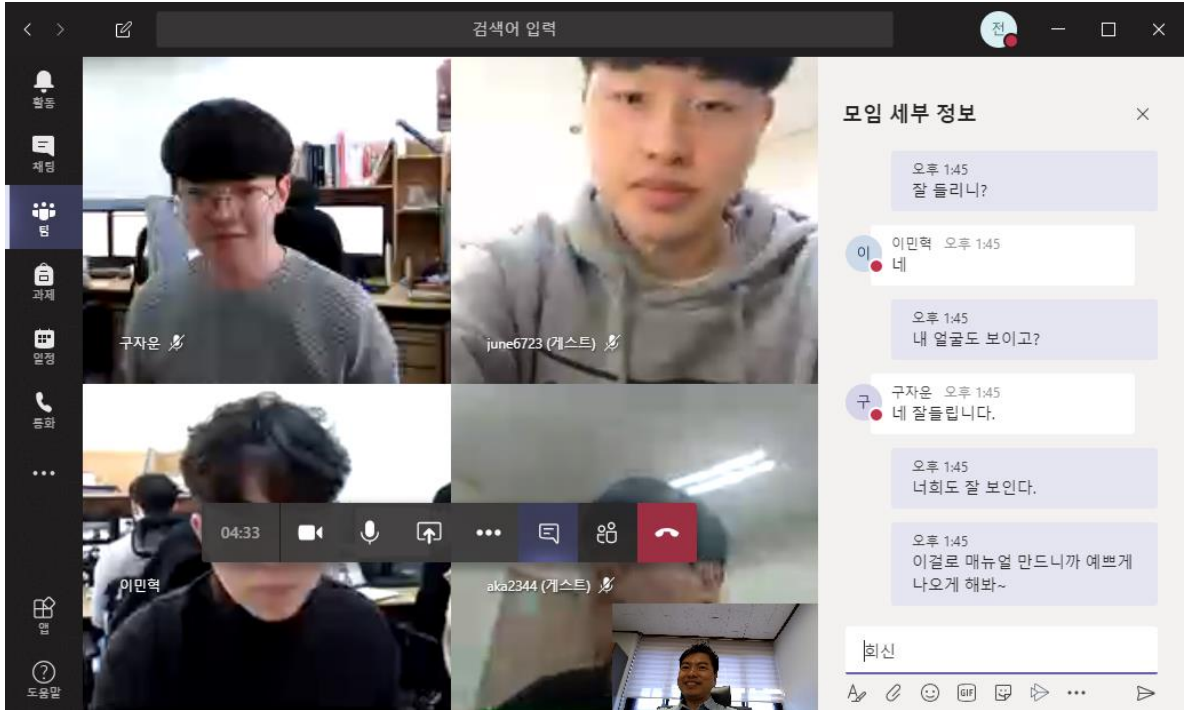 검색어 입력
전
활동
채팅
팀
과제
일정
통화
앱
도움말
구자운
june6723 (게스트)
04:33
이민혁
aka2344 (게스트)
모임 세부 정보
오후 1:45
잘 들리니?
이
이민혁 오후 1:45
네
오후 1:45
내 얼굴도 보이고?
구
구자운 오후 1:45
네 잘들립니다.
오후 1:45
너희도 잘 보인다.
오후 1:45
이걸로 매뉴얼 만드니까 예쁘게
나오게 해봐~
회신
GIF